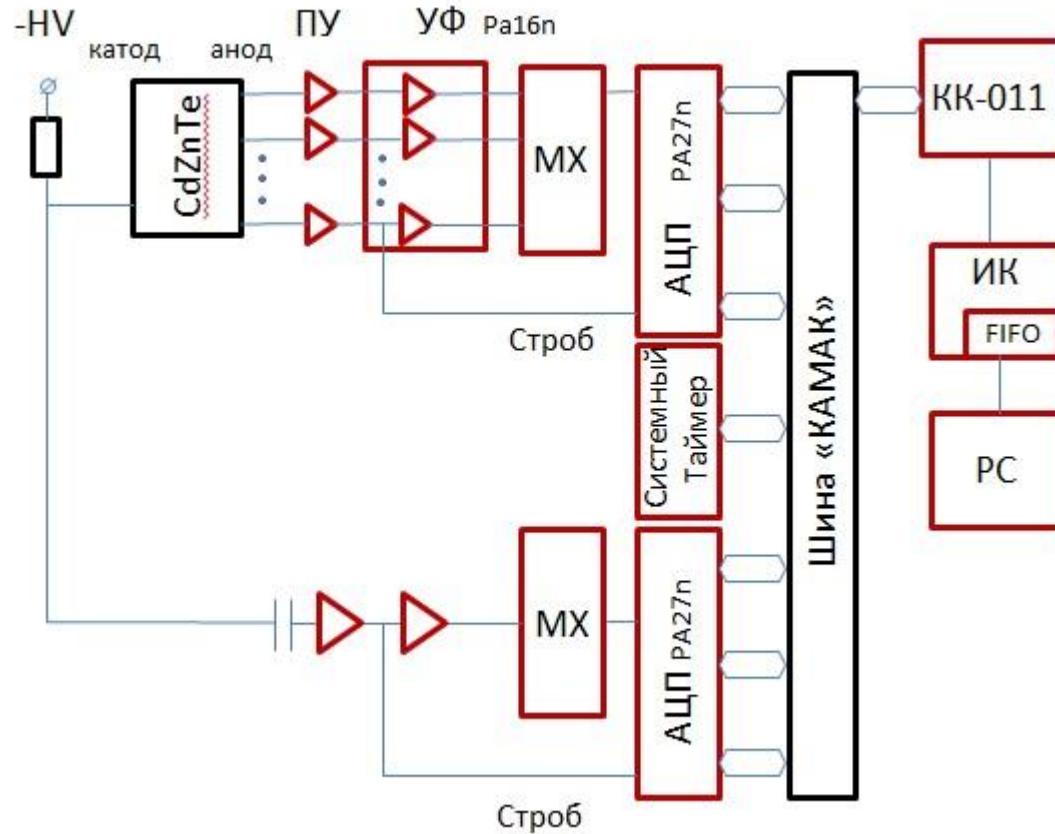 -HV
катод
анод
ПУ
УФ
Pa16n
CdZnTe
MX
АЦП
PA27n
Строб
Системный
Таймер
Шина «КАМАК»
КК-011
ИК
FIFO
PC
MX
АЦП
PA27n
Строб